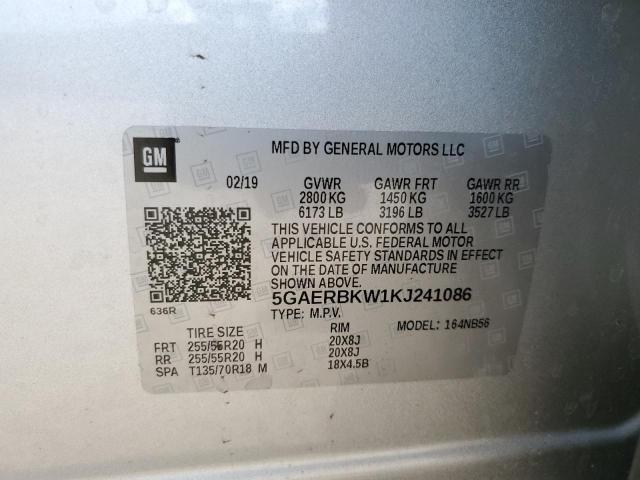 GM
MFD BY GENERAL MOTORS LLC
02/19 GVWR GAWR FRT GAWR RR
2800 KG 1450 KG 1600 KG
6173 LB 3196 LB 3527 LB
THIS VEHICLE CONFORMS TO ALL
APPLICABLE U.S. FEDERAL MOTOR
VEHICLE SAFETY STANDARDS IN EFFECT
ON THE DATE OF MANUFACTURE
SHOWN ABOVE.
636R
5GAERBKW1KJ241086
TYPE: M.P.V. MODEL: 164NB56
TIRE SIZE RIM
FRT 255/55R20 H 20X8J
RR 255/55R20 H 20X8J
SPA T135/70R18 M 18X4.5B